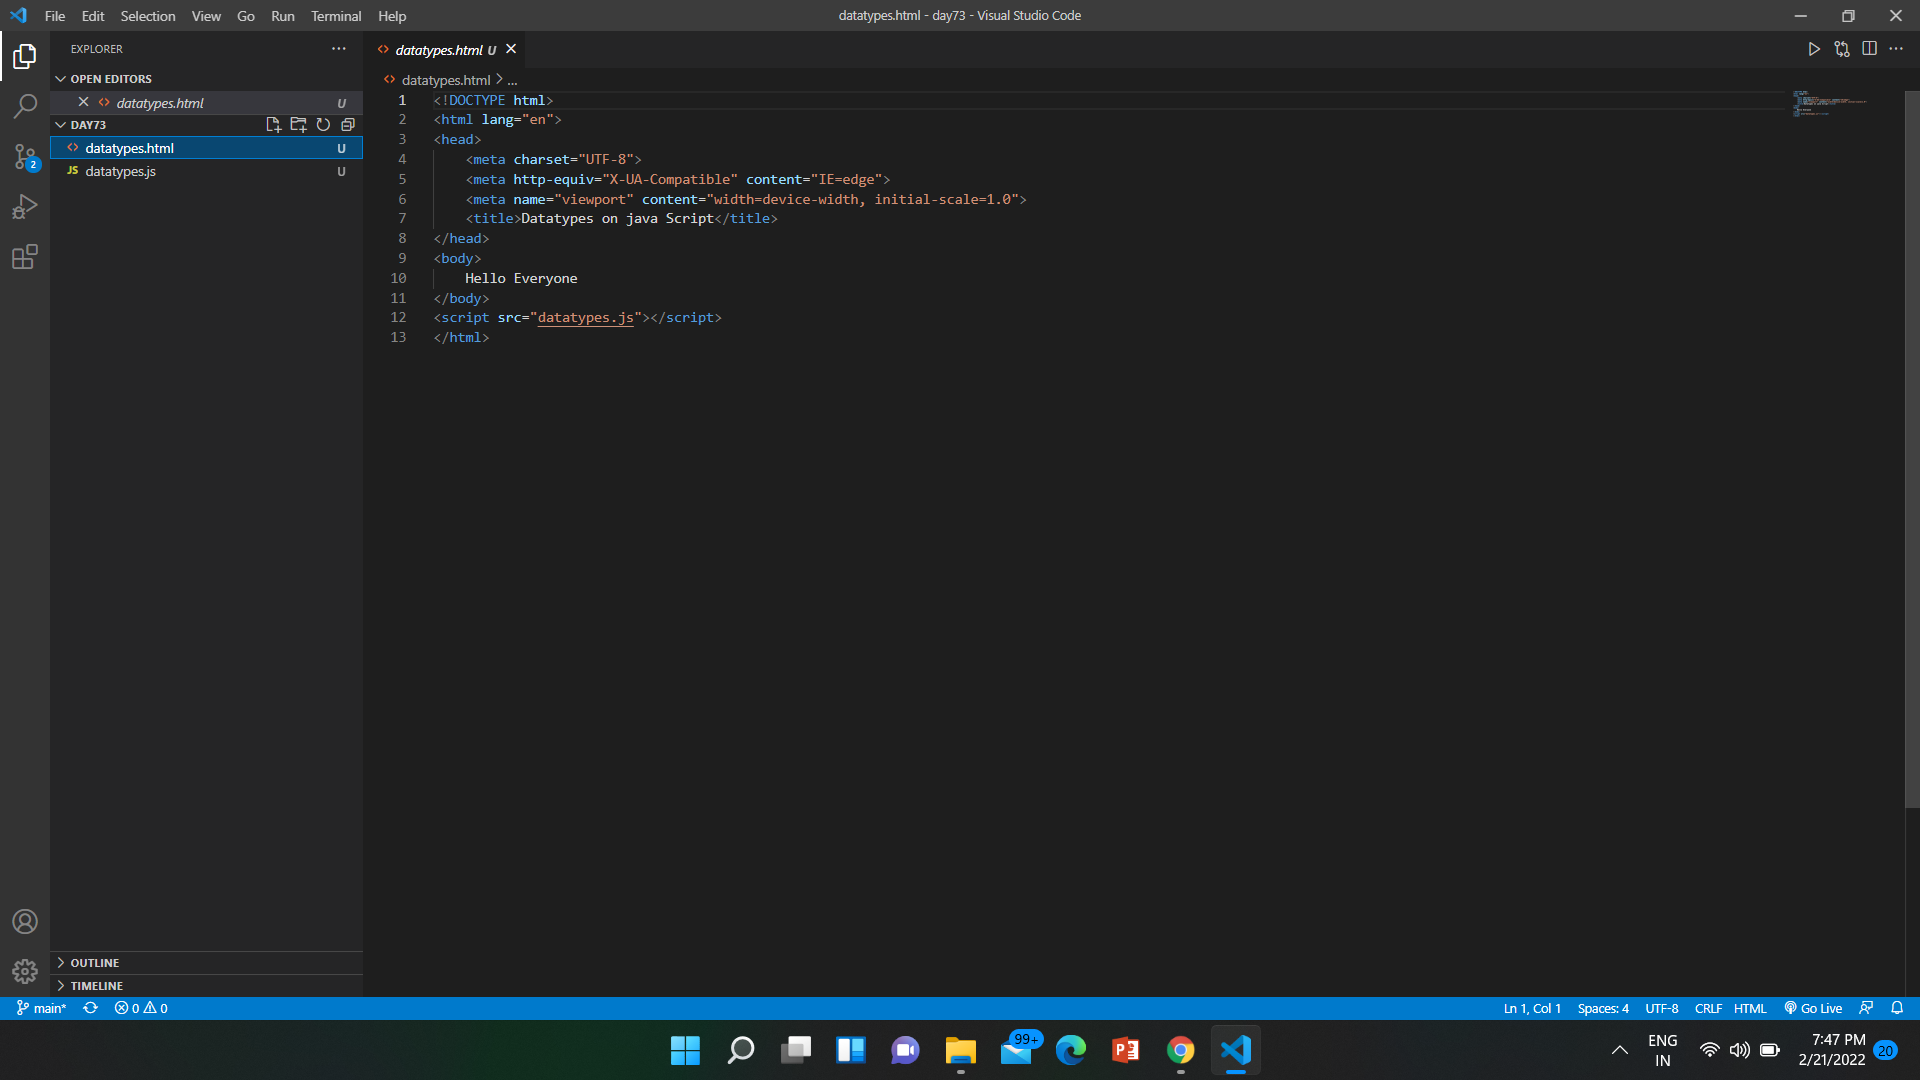 File Edit Selection View Go Run Terminal Help
datatypes.html - day73 - Visual Studio Code
EXPLORER
OPEN EDITORS
datatypes.html U
DAY73
datatypes.html U
JS datatypes.js U
2
OUTLINE
TIMELINE
datatypes.html U
datatypes.html > ...
1 <!DOCTYPE html>
2 <html lang="en">
3 <head>
4 <meta charset="UTF-8">
5 <meta http-equiv="X-UA-Compatible" content="IE=edge">
6 <meta name="viewport" content="width=device-width, initial-scale=1.0">
7 <title>Datatypes on java Script</title>
8 </head>
9 <body>
10 Hello Everyone
11 </body>
12 <script src="datatypes.js"></script>
13 </html>
main* 0 0
Ln 1, Col 1 Spaces: 4 UTF-8 CRLF HTML Go Live
99+
P
ENG
IN
7:47 PM
2/21/2022
20